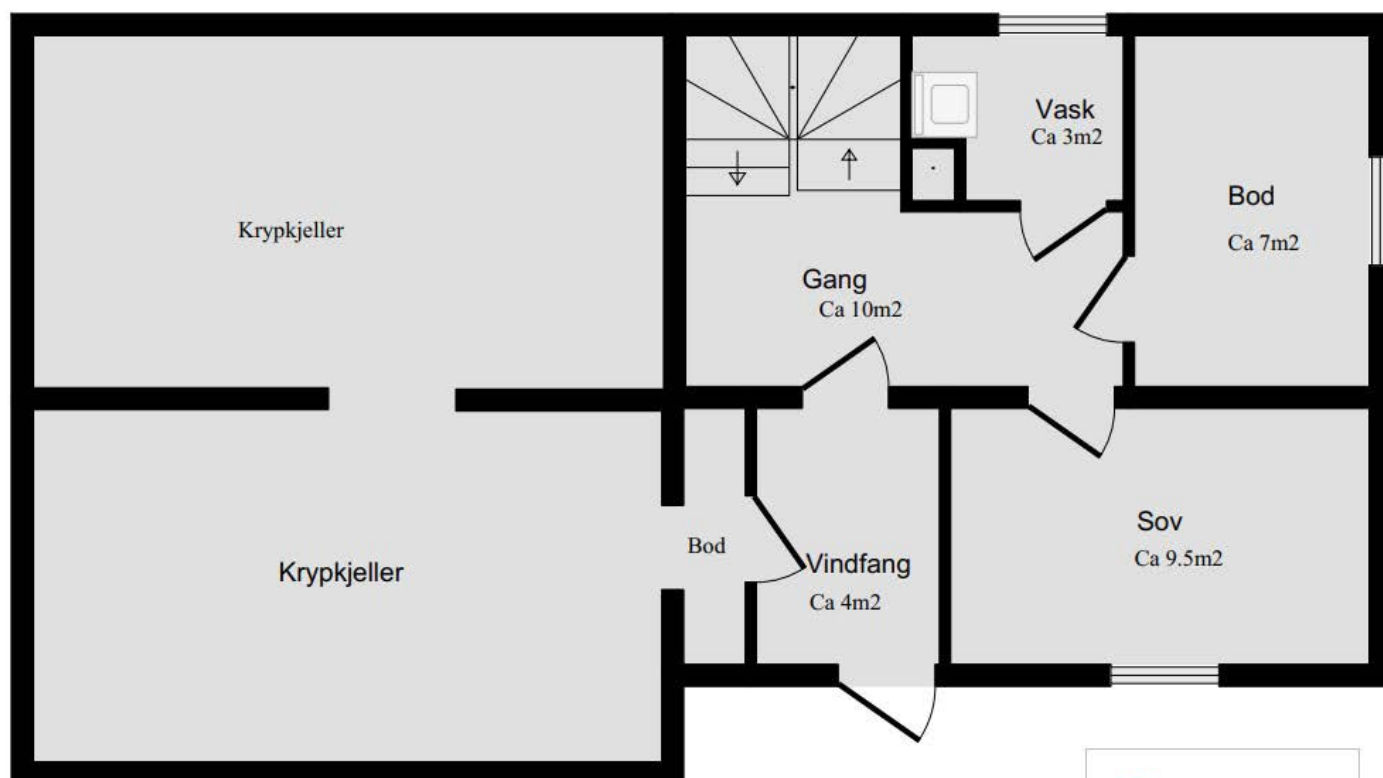 Vask
Ca 3m2
Bod
Ca 7m2
Krypkjeller
Gang
Ca 10m2
Sov
Ca 9.5m2
Bod
Vindfang
Ca 4m2
Krypkjeller